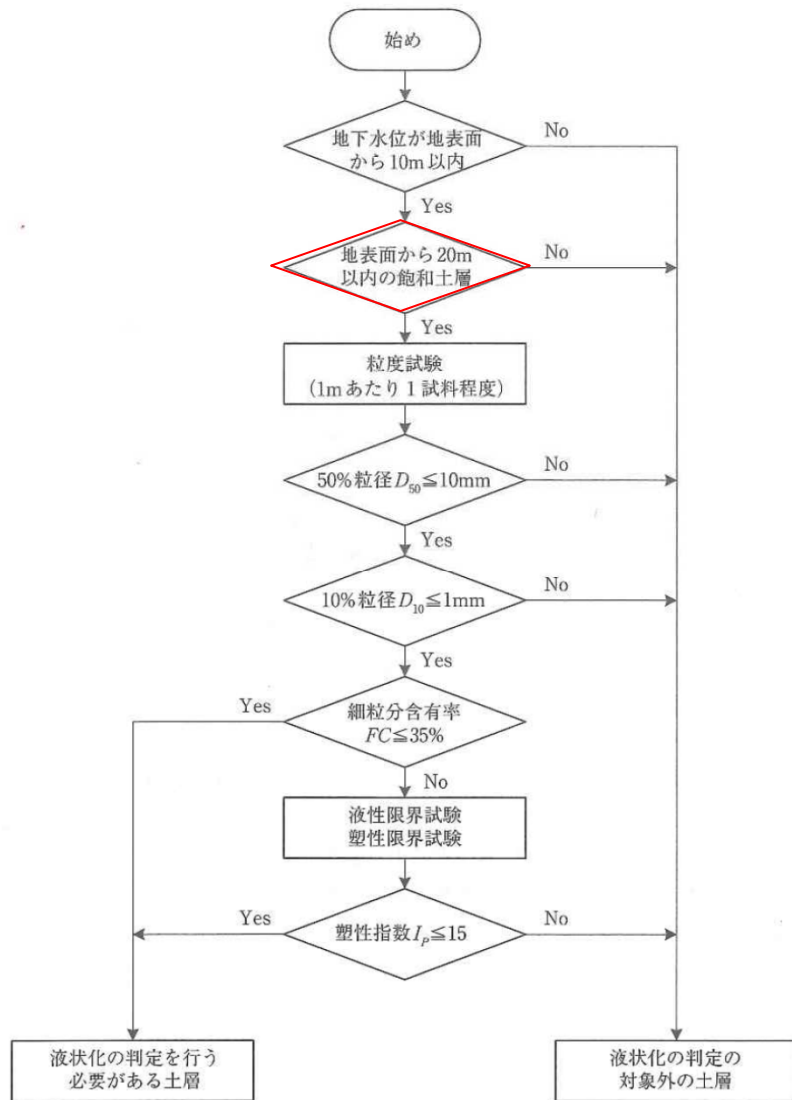 始め
地下水位が地表面
から10m以内
No
Yes
地表面から20m
以内の飽和土層
No
Yes
粒度試験
(1mあたり1試料程度)
50%粒径D50≦10mm
No
Yes
10%粒径D10≦1mm
No
Yes
細粒分含有率
FC≦35%
Yes
No
液性限界試験
塑性限界試験
塑性指数IP≦15
Yes
No
液状化の判定を行う
必要がある土層
液状化の判定の
対象外の土層